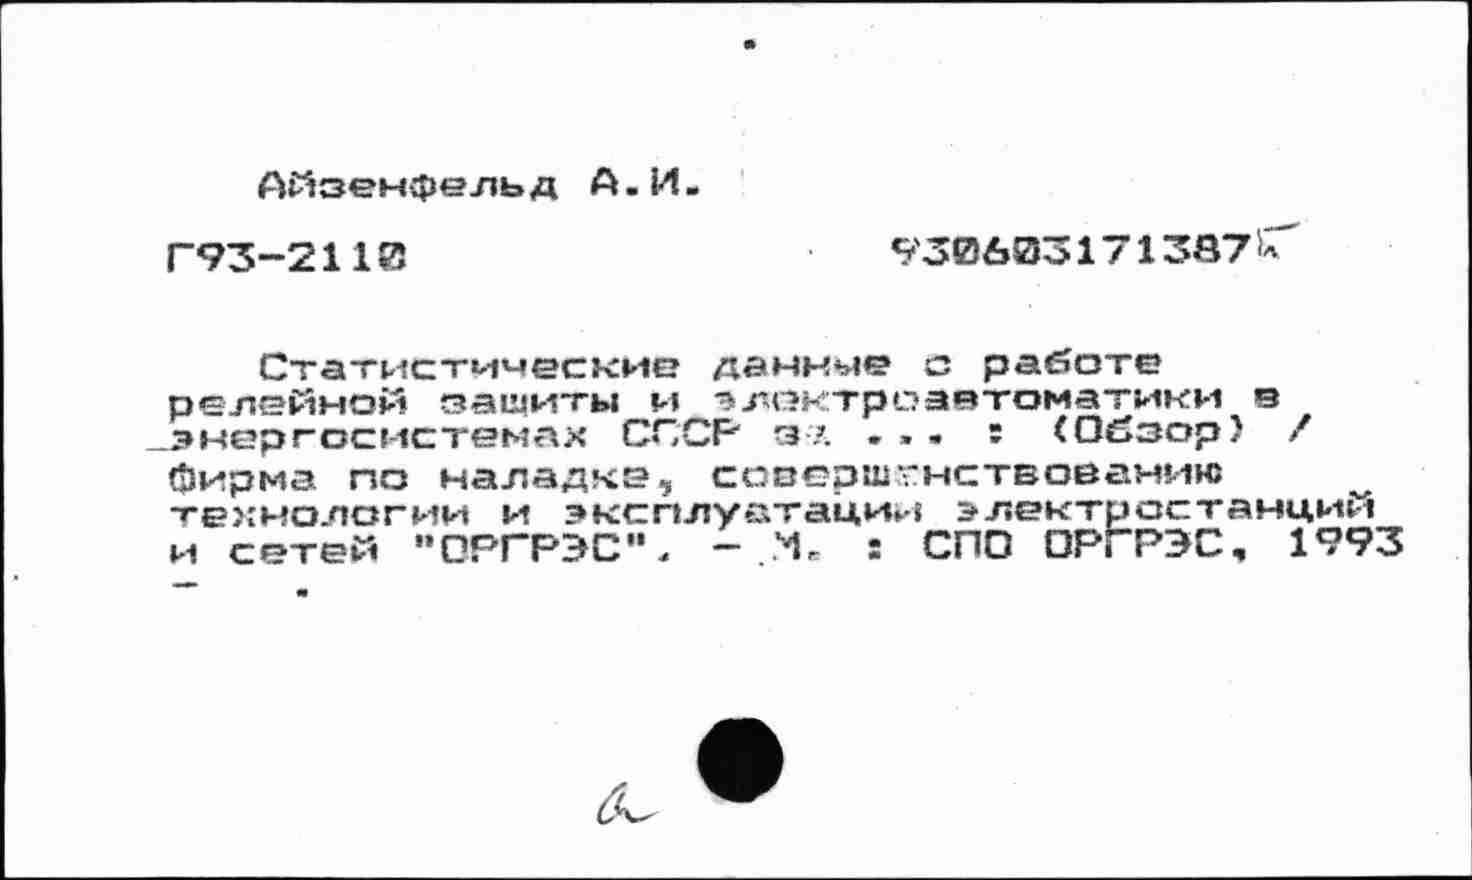 Айзенфельд А.И.
Г93-2110 930603171387
Статистические данные о работе
релейной защиты и электроавтоматики в
энергосистемах СССР за ... : (Обзор) /
Фирма по наладке, совершенствованию
технологии и эксплуатации электростанций
и сетей "ОРГРЭС". - М. : СПО ОРГРЭС, 1993
- .
а